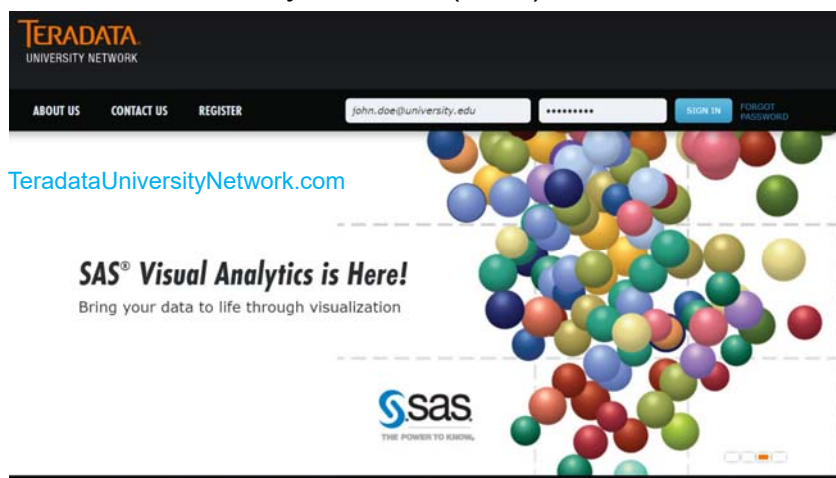 TERADATA.
UNIVERSITY NETWORK
ABOUT US CONTACT US REGISTER john.doe@university.edu ••••••••• SIGN IN FORGOT PASSWORD
TeradataUniversityNetwork.com
SAS® Visual Analytics is Here!
Bring your data to life through visualization
sas
THE POWER TO KNOW.